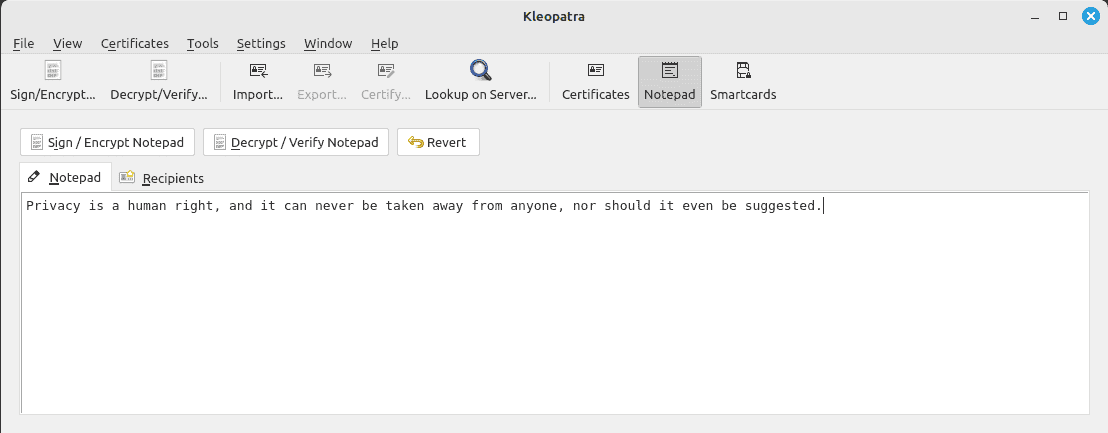 Kleopatra
File View Certificates Tools Settings Window Help
Sign/Encrypt... Decrypt/Verify... Import... Export... Certify... Lookup on Server... Certificates Notepad Smartcards
Sign / Encrypt Notepad Decrypt / Verify Notepad Revert
Notepad Recipients
Privacy is a human right, and it can never be taken away from anyone, nor should it even be suggested.